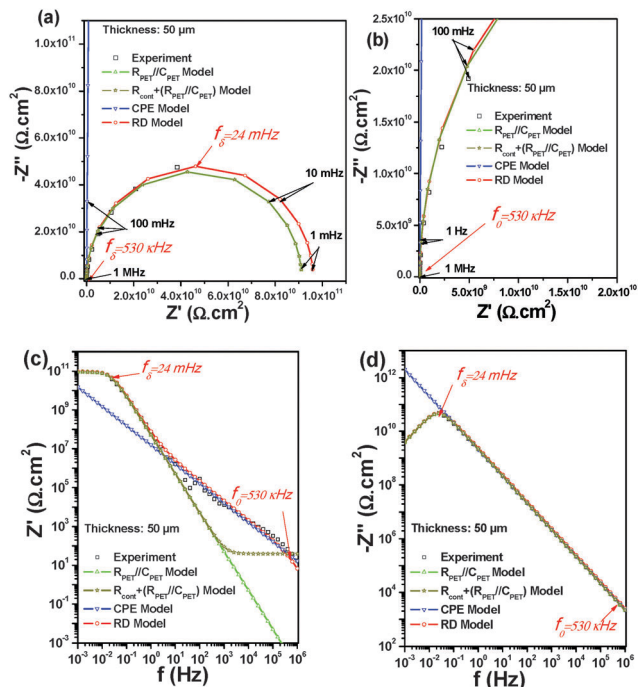 (a)
Thickness: 50 µm
Experiment
R_PET//C_PET Model
R_cont+(R_PET//C_PET) Model
CPE Model
RD Model
f_δ=24 mHz
10 mHz
100 mHz
f_δ=530 kHz
1 mHz
1 MHz
-Z'' (Ω.cm²)
1.0x10^11
8.0x10^10
6.0x10^10
4.0x10^10
2.0x10^10
0.0
0.0 2.0x10^10 4.0x10^10 6.0x10^10 8.0x10^10 1.0x10^11
Z' (Ω.cm²)
(b)
100 mHz
Thickness: 50 µm
Experiment
R_PET//C_PET Model
R_cont+(R_PET//C_PET) Model
CPE Model
RD Model
1 Hz
f_0=530 kHz
1 MHz
-Z'' (Ω.cm²)
2.5x10^10
2.0x10^10
1.5x10^10
1.0x10^10
5.0x10^9
0.0
0.0 5.0x10^9 1.0x10^10 1.5x10^10 2.0x10^10
Z' (Ω.cm²)
(c)
f_δ=24 mHz
f_0=530 kHz
Thickness: 50 µm
Experiment
R_PET//C_PET Model
R_cont+(R_PET//C_PET) Model
CPE Model
RD Model
Z' (Ω.cm²)
10^11
10^9
10^7
10^5
10^3
10^1
10^-1
10^-3
10^-3 10^-2 10^-1 10^0 10^1 10^2 10^3 10^4 10^5 10^6
f (Hz)
(d)
f_δ=24 mHz
Thickness: 50 µm
Experiment
R_PET//C_PET Model
R_cont+(R_PET//C_PET) Model
CPE Model
RD Model
f_0=530 kHz
-Z'' (Ω.cm²)
10^12
10^10
10^8
10^6
10^4
10^2
10^0
10^-3 10^-2 10^-1 10^0 10^1 10^2 10^3 10^4 10^5 10^6
f (Hz)